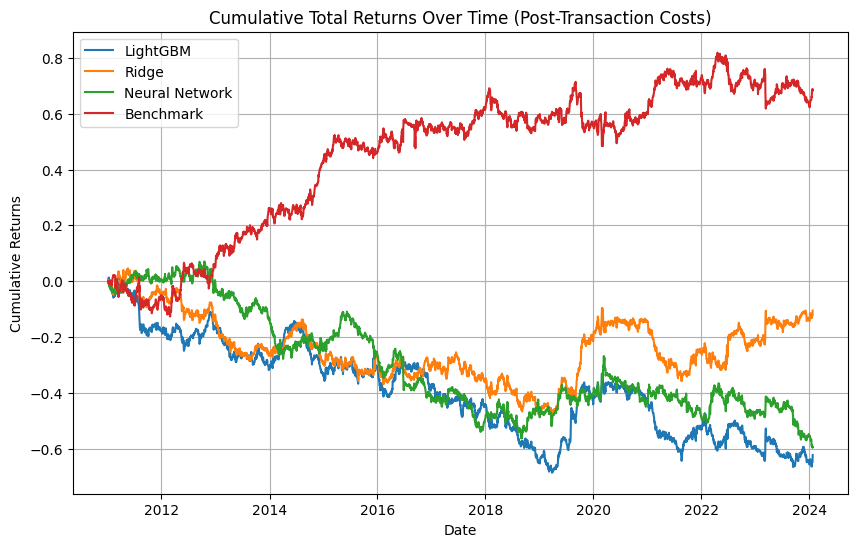 Cumulative Total Returns Over Time (Post-Transaction Costs)
LightGBM
Ridge
Neural Network
Benchmark
Cumulative Returns
0.8
0.6
0.4
0.2
0.0
−0.2
−0.4
−0.6
2012
2014
2016
2018
2020
2022
2024
Date